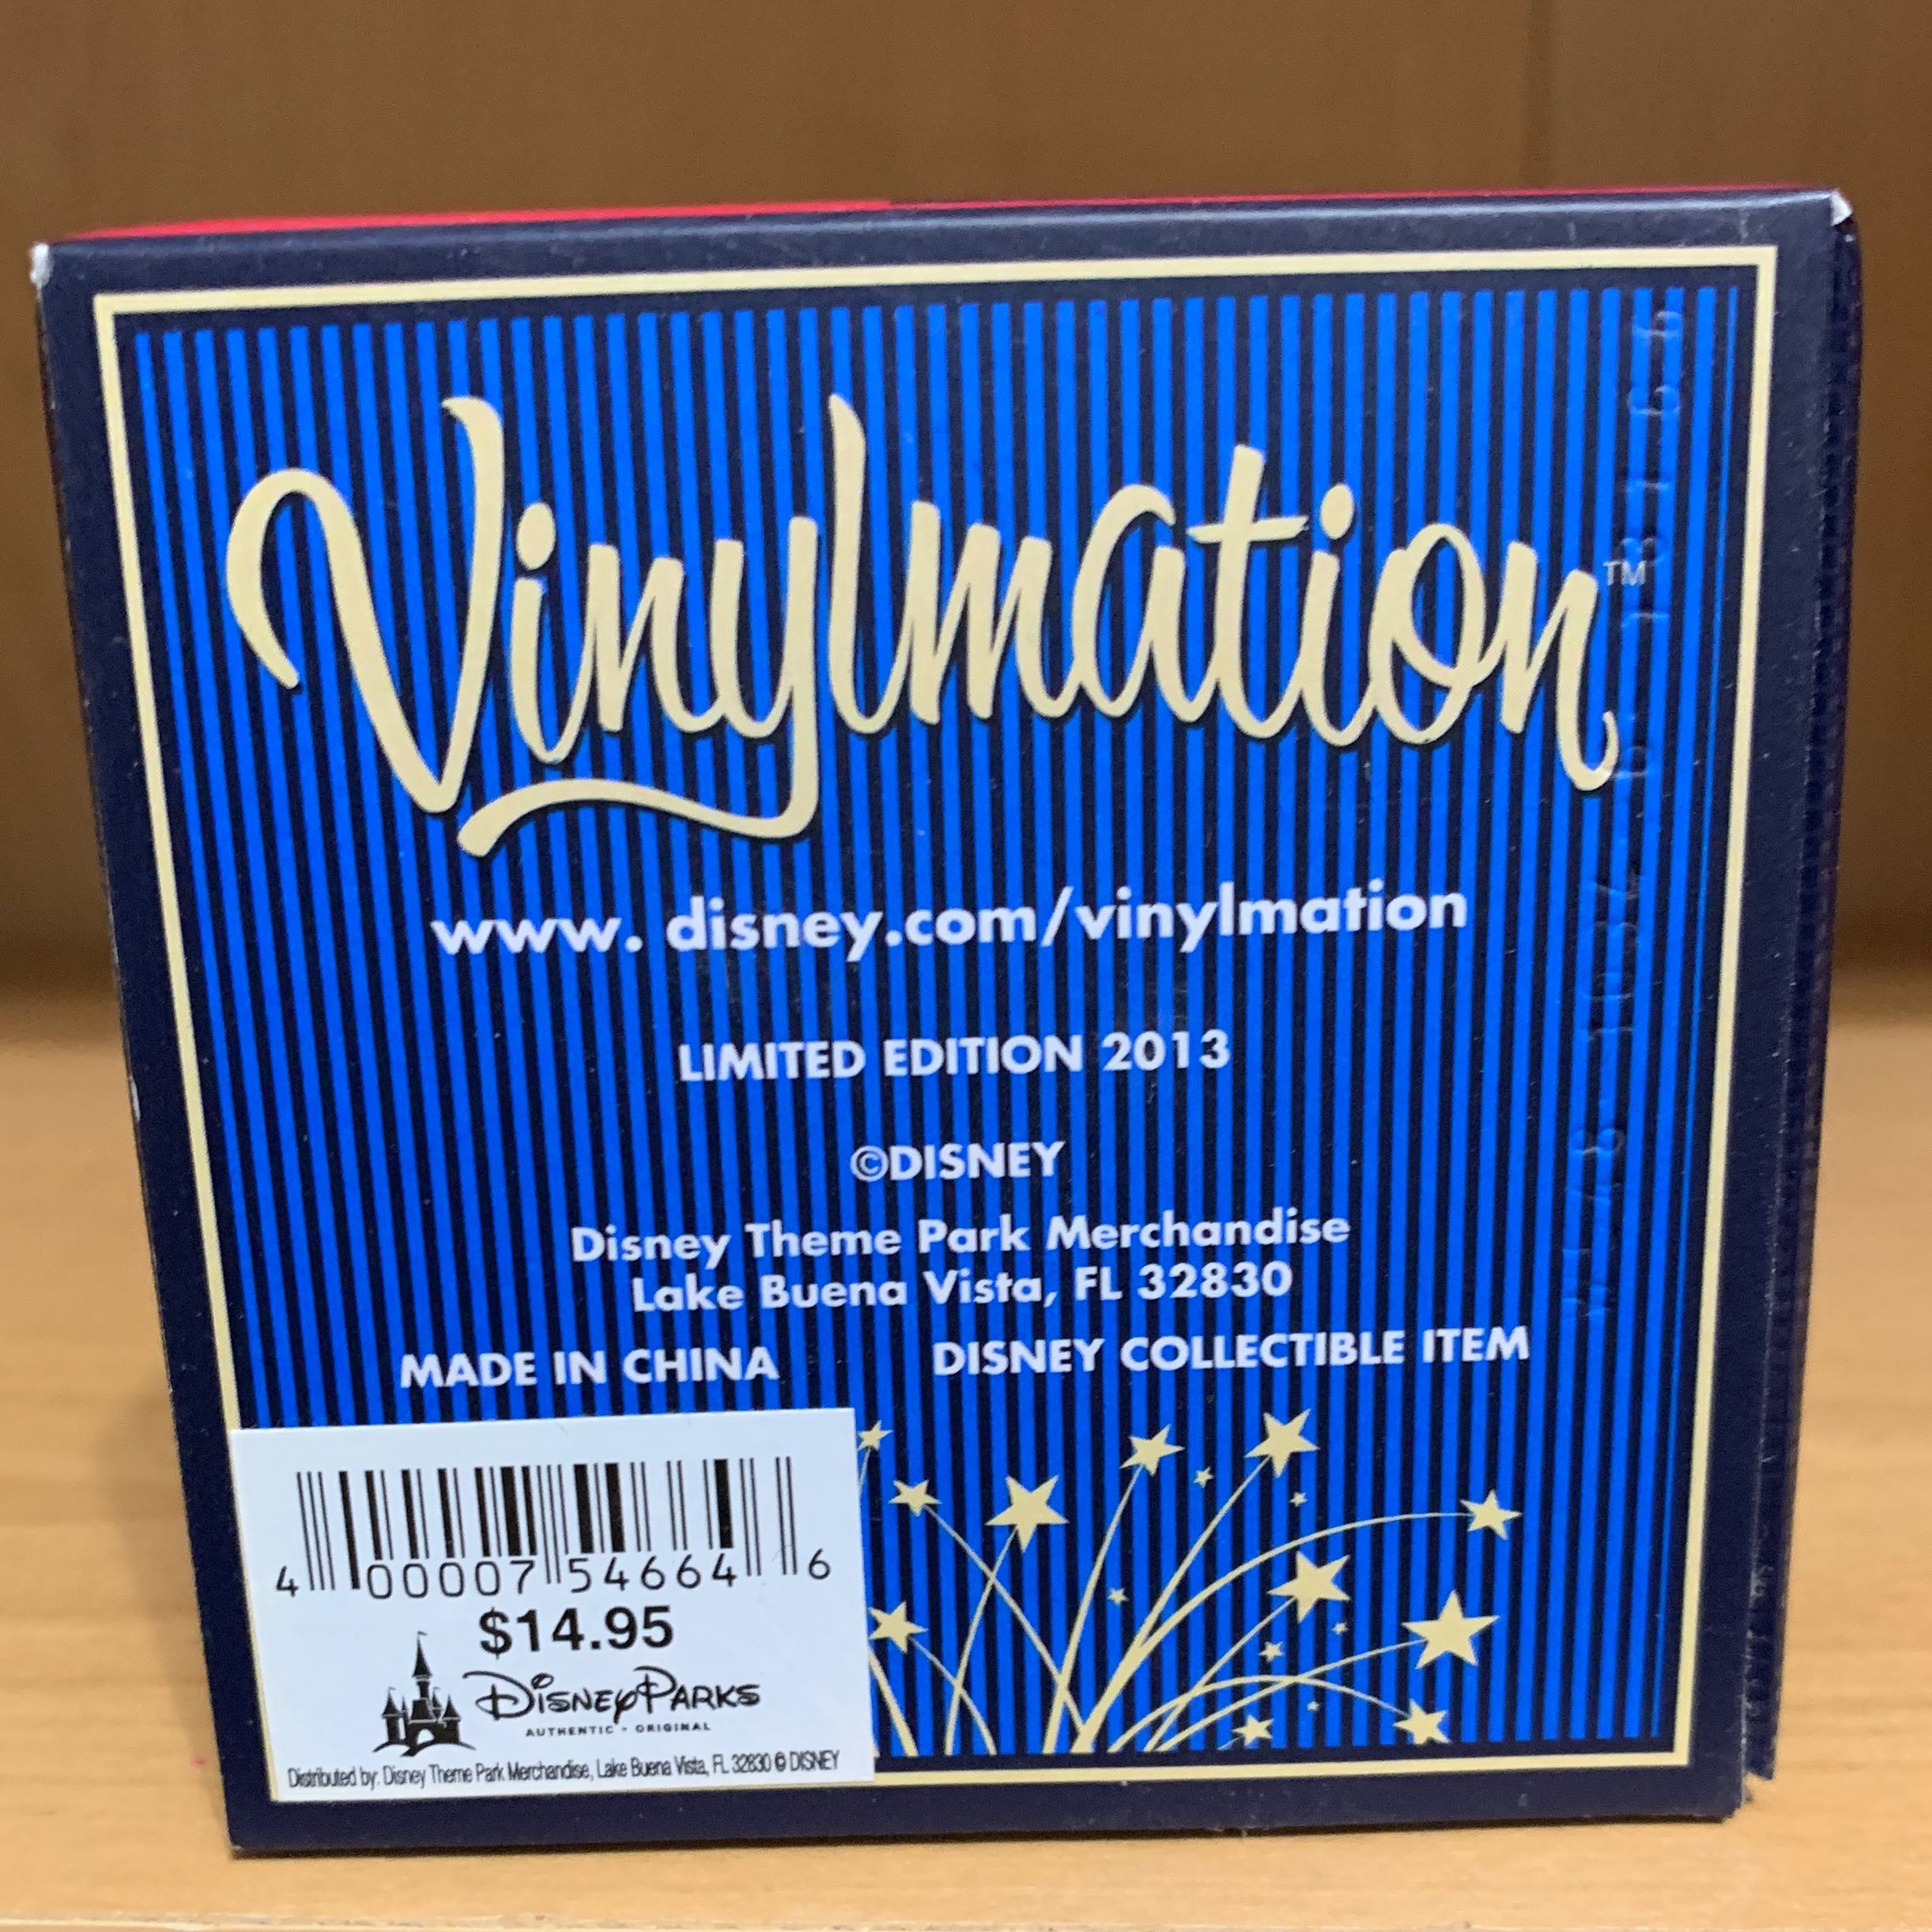 Vinylmation™
www. disney.com/vinylmation
LIMITED EDITION 2013
©DISNEY
Disney Theme Park Merchandise
Lake Buena Vista, FL 32830
MADE IN CHINA DISNEY COLLECTIBLE ITEM
4 00007 54664 6
$14.95
Disney Parks
AUTHENTIC • ORIGINAL
Distributed by: Disney Theme Park Merchandise, Lake Buena Vista, FL 32830 © DISNEY